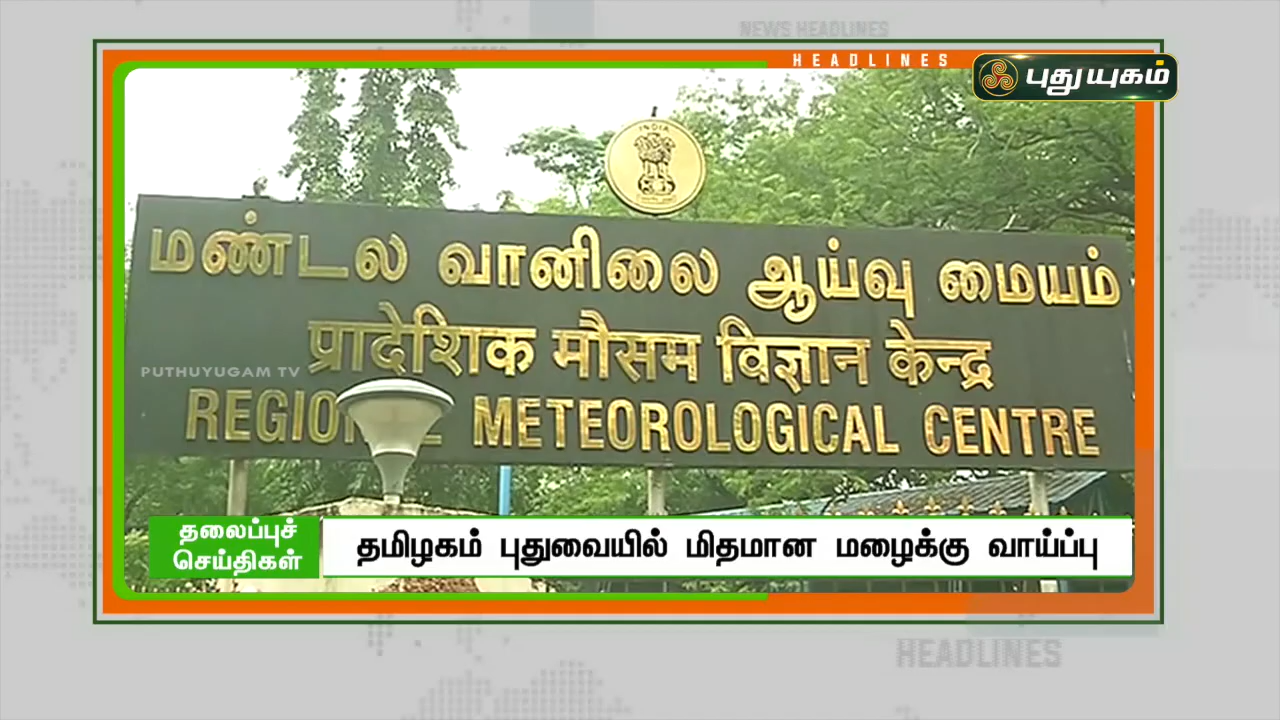 NEWS HEADLINES
HEADLINES
புதுயுகம்
INDIA
மண்டல வானிலை ஆய்வு மையம்
प्रादेशिक मौसम विज्ञान केन्द्र
PUTHUYUGAM TV
METEOROLOGICAL CENTRE
தலைப்புச்
செய்திகள்
தமிழகம் புதுவையில் மிதமான மழைக்கு வாய்ப்பு
HEADLINES